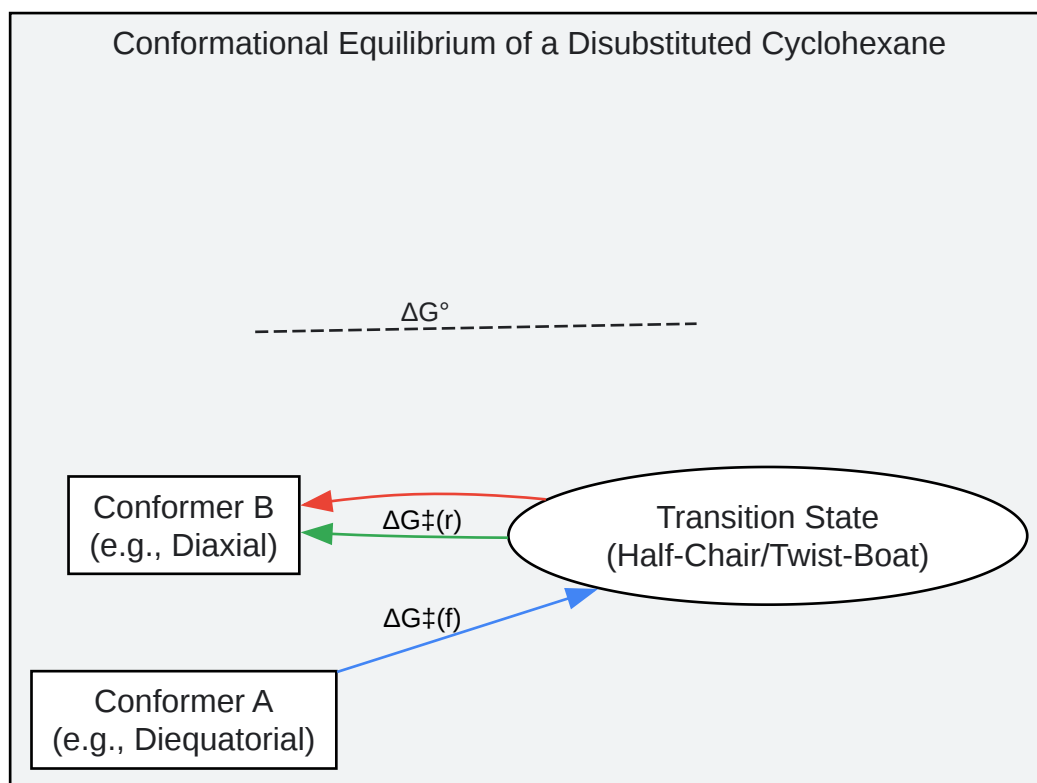 Conformational Equilibrium of a Disubstituted Cyclohexane
ΔG°
Conformer B
(e.g., Diaxial)
ΔG‡(r)
Transition State
(Half-Chair/Twist-Boat)
ΔG‡(f)
Conformer A
(e.g., Diequatorial)